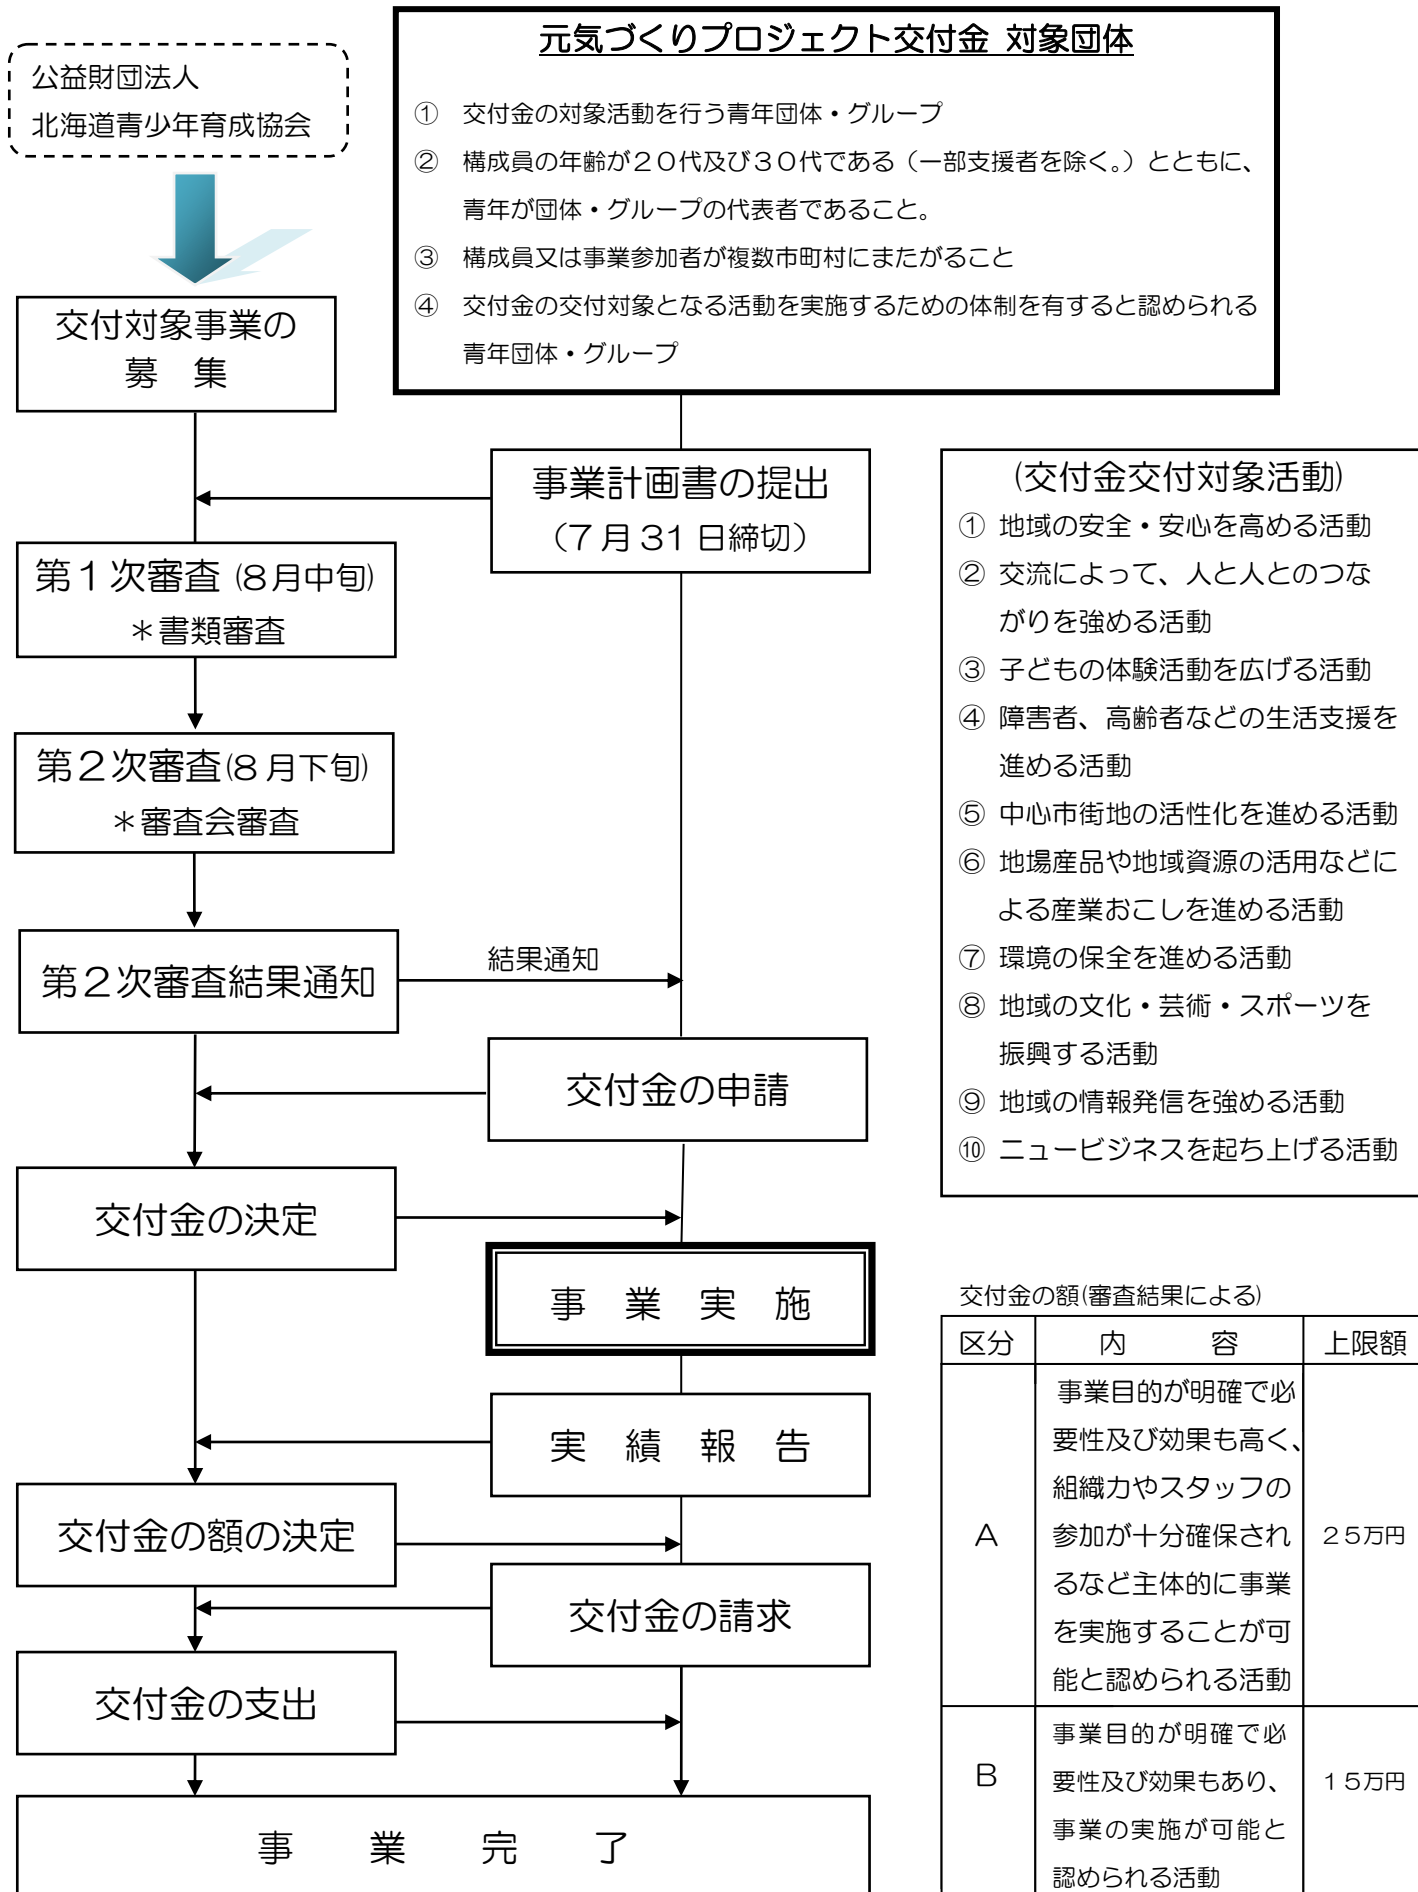 公益財団法人
北海道青少年育成協会
元気づくりプロジェクト交付金 対象団体
① 交付金の対象活動を行う青年団体・グループ
② 構成員の年齢が２０代及び３０代である（一部支援者を除く。）とともに、
青年が団体・グループの代表者であること。
③ 構成員又は事業参加者が複数市町村にまたがること
④ 交付金の交付対象となる活動を実施するための体制を有すると認められる
青年団体・グループ
交付対象事業の
募 集
事業計画書の提出
（７月31日締切）
第１次審査 (8月中旬)
＊書類審査
第２次審査(8月下旬)
＊審査会審査
第２次審査結果通知
結果通知
交付金の申請
交付金の決定
事 業 実 施
実 績 報 告
交付金の額の決定
交付金の請求
交付金の支出
事 業 完 了
(交付金交付対象活動)
① 地域の安全・安心を高める活動
② 交流によって、人と人とのつな
がりを強める活動
③ 子どもの体験活動を広げる活動
④ 障害者、高齢者などの生活支援を
進める活動
⑤ 中心市街地の活性化を進める活動
⑥ 地場産品や地域資源の活用などに
よる産業おこしを進める活動
⑦ 環境の保全を進める活動
⑧ 地域の文化・芸術・スポーツを
振興する活動
⑨ 地域の情報発信を強める活動
⑩ ニュービジネスを起ち上げる活動
交付金の額(審査結果による)
区分 内 容 上限額
事業目的が明確で必
要性及び効果も高く、
組織力やスタッフの
A 参加が十分確保され ２５万円
るなど主体的に事業
を実施することが可
能と認められる活動
事業目的が明確で必
B 要性及び効果もあり、 １５万円
事業の実施が可能と
認められる活動